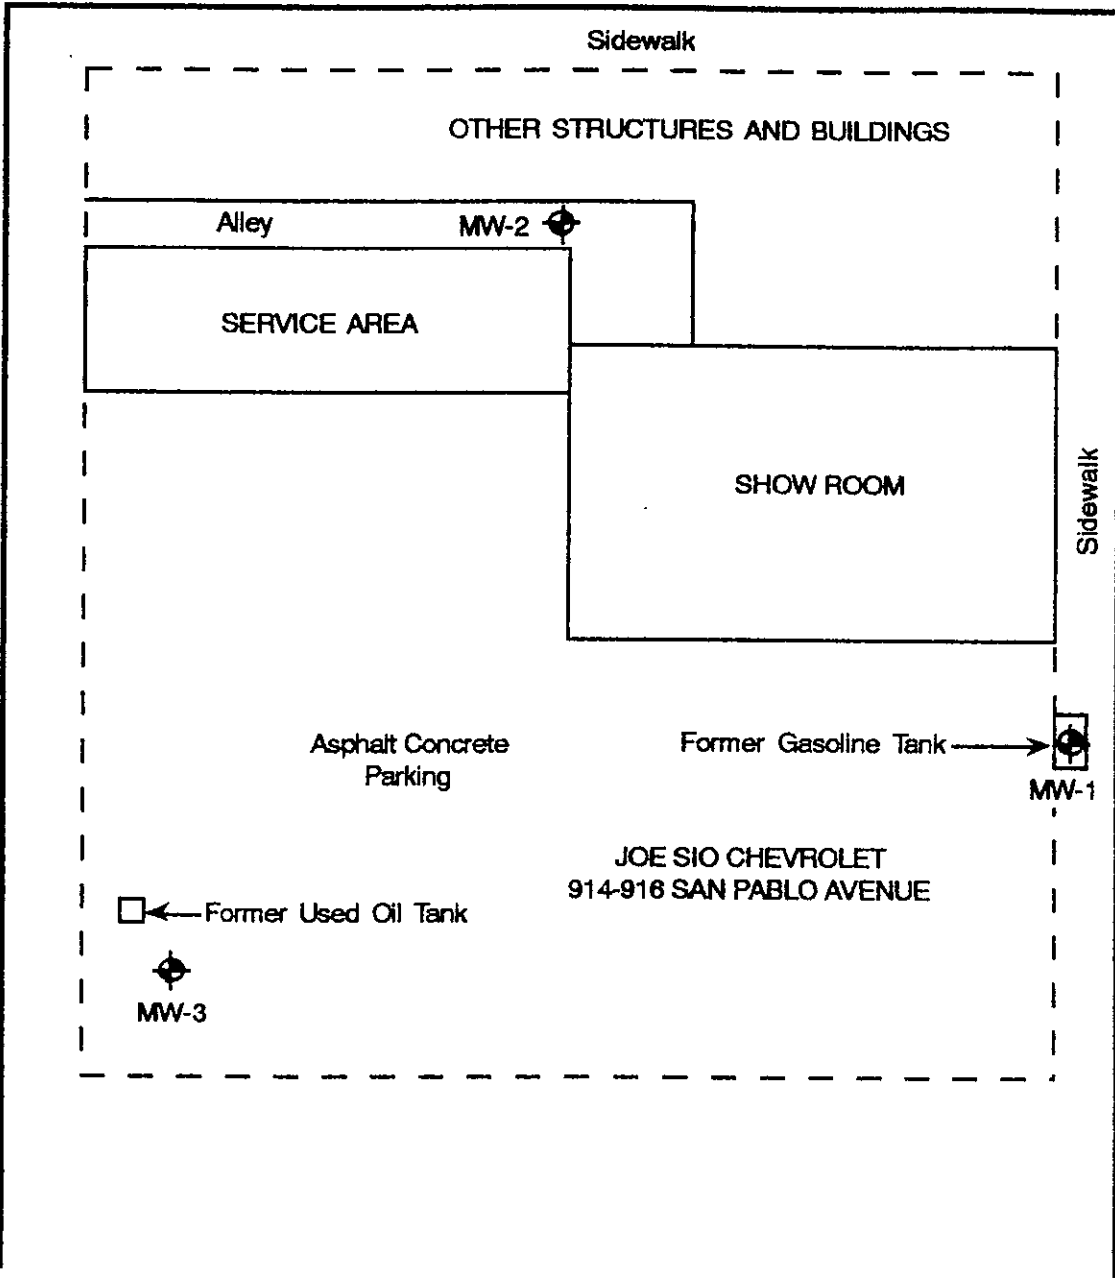 Sidewalk
OTHER STRUCTURES AND BUILDINGS
Alley
MW-2
SERVICE AREA
SHOW ROOM
Sidewalk
Asphalt Concrete
Parking
Former Gasoline Tank
MW-1
JOE SIO CHEVROLET
914-916 SAN PABLO AVENUE
Former Used Oil Tank
MW-3